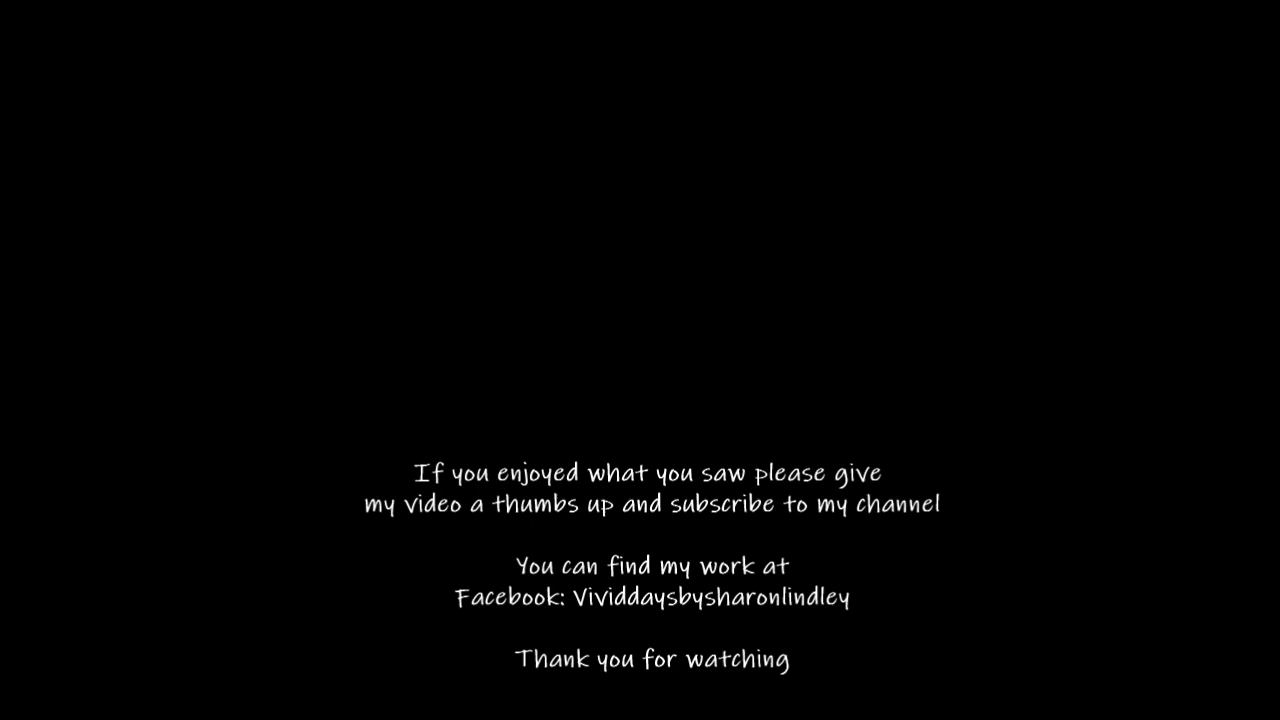 If you enjoyed what you saw please give
my video a thumbs up and subscribe to my channel
You can find my work at
Facebook: Vividdaysbysharonlindley
Thank you for watching